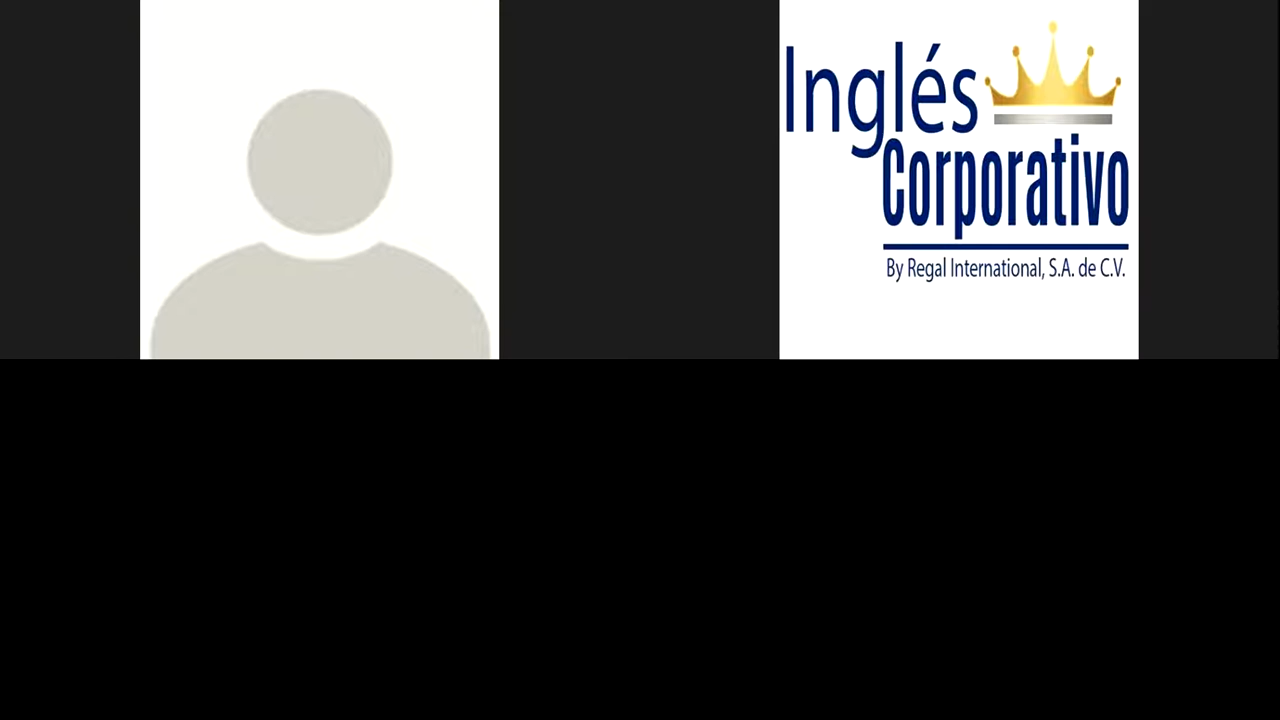 Inglés
Corporativo
By Regal International, S.A. de C.V.